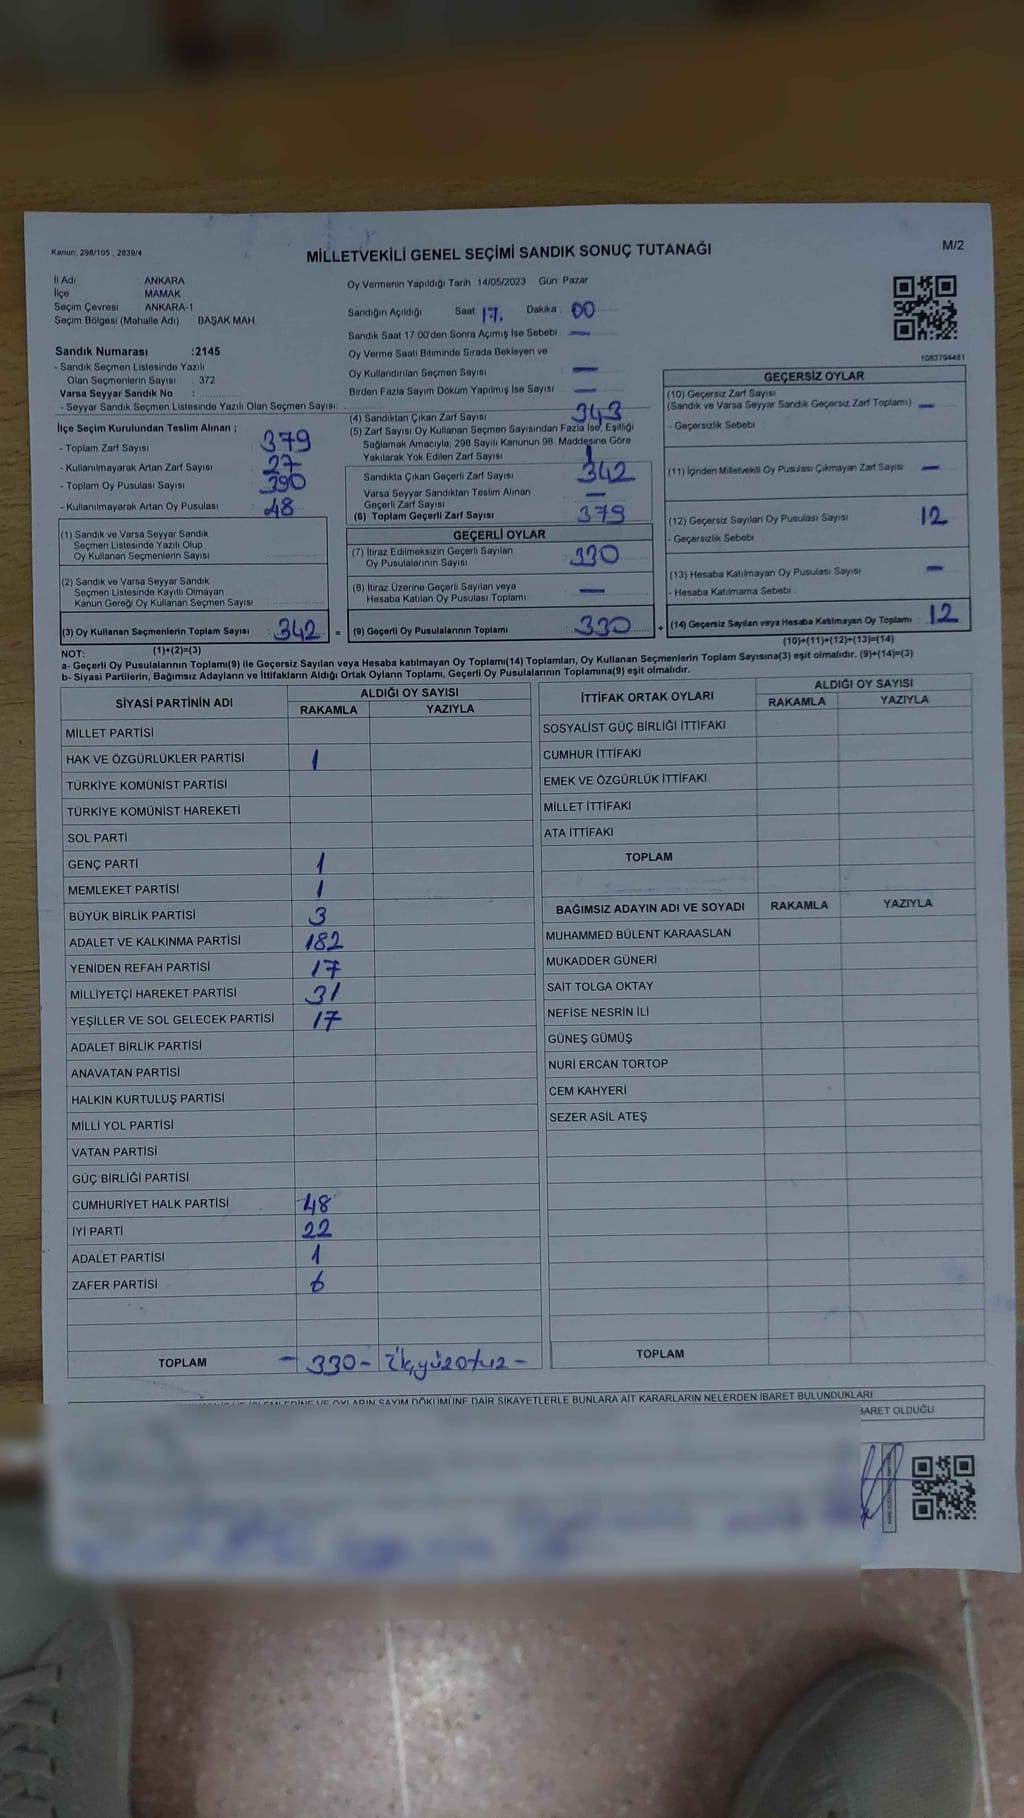 Kanun: 298/105 , 2839/4
MİLLETVEKİLİ GENEL SEÇİMİ SANDIK SONUÇ TUTANAĞI
M/2
İl Adı ANKARA
İlçe MAMAK
Seçim Çevresi ANKARA-1
Seçim Bölgesi (Mahalle Adı) BAŞAK MAH.
Sandık Numarası :2145
- Sandık Seçmen Listesinde Yazılı
Olan Seçmenlerin Sayısı : 372
Varsa Seyyar Sandık No :
- Seyyar Sandık Seçmen Listesinde Yazılı Olan Seçmen Sayısı:
İlçe Seçim Kurulundan Teslim Alınan ;
- Toplam Zarf Sayısı 379
- Kullanılmayarak Artan Zarf Sayısı 27
- Toplam Oy Pusulası Sayısı 390
- Kullanılmayarak Artan Oy Pusulası 48
Oy Vermenin Yapıldığı Tarih :14/05/2023 Gün: Pazar
Sandığın Açıldığı Saat: 17. Dakika : 00
Sandık Saat 17:00'den Sonra Açımış İse Sebebi : —
Oy Verme Saati Bitiminde Sırada Bekleyen ve
Oy Kullandırılan Seçmen Sayısı : —
Birden Fazla Sayım Döküm Yapılmış İse Sayısı : —
(4) Sandıktan Çıkan Zarf Sayısı 343
(5) Zarf Sayısı Oy Kullanan Seçmen Sayısından Fazla İse, Eşitliği
Sağlamak Amacıyla, 298 Sayılı Kanunun 98. Maddesine Göre
Yakılarak Yok Edilen Zarf Sayısı 1
Sandıkta Çıkan Geçerli Zarf Sayısı 342
Varsa Seyyar Sandıktan Teslim Alınan
Geçerli Zarf Sayısı —
(6) Toplam Geçerli Zarf Sayısı 379
1083794461
GEÇERSİZ OYLAR
(10) Geçersiz Zarf Sayısı
(Sandık ve Varsa Seyyar Sandık Geçersiz Zarf Toplamı) —
- Geçersizlik Sebebi :
(11) İçinden Milletvekili Oy Pusulası Çıkmayan Zarf Sayısı —
(12) Geçersiz Sayılan Oy Pusulası Sayısı 12
- Geçersizlik Sebebi :
(13) Hesaba Katılmayan Oy Pusulası Sayısı —
- Hesaba Katılmama Sebebi :
(14) Geçersiz Sayılan veya Hesaba Katılmayan Oy Toplamı : 12
(10)+(11)+(12)+(13)=(14)
(1) Sandık ve Varsa Seyyar Sandık
Seçmen Listesinde Yazılı Olup
Oy Kullanan Seçmenlerin Sayısı
(2) Sandık ve Varsa Seyyar Sandık
Seçmen Listesinde Kayıtlı Olmayan
Kanun Gereği Oy Kullanan Seçmen Sayısı
(3) Oy Kullanan Seçmenlerin Toplam Sayısı : 342 =
(1)+(2)=(3)
GEÇERLİ OYLAR
(7) İtiraz Edilmeksizin Geçerli Sayılan
Oy Pusulalarının Sayısı : 330
(8) İtiraz Üzerine Geçerli Sayılan veya
Hesaba Katılan Oy Pusulası Toplamı : —
(9) Geçerli Oy Pusulalarının Toplamı : 330 +
NOT:
a- Geçerli Oy Pusulalarının Toplamı(9) ile Geçersiz Sayılan veya Hesaba katılmayan Oy Toplamı(14) Toplamları, Oy Kullanan Seçmenlerin Toplam Sayısına(3) eşit olmalıdır. (9)+(14)=(3)
b- Siyasi Partilerin, Bağımsız Adayların ve İttifakların Aldığı Ortak Oyların Toplamı, Geçerli Oy Pusulalarının Toplamına(9) eşit olmalıdır.
SİYASİ PARTİNİN ADI ALDIĞI OY SAYISI
RAKAMLA YAZIYLA
MİLLET PARTİSİ
HAK VE ÖZGÜRLÜKLER PARTİSİ 1
TÜRKİYE KOMÜNİST PARTİSİ
TÜRKİYE KOMÜNİST HAREKETİ
SOL PARTİ
GENÇ PARTİ 1
MEMLEKET PARTİSİ 1
BÜYÜK BİRLİK PARTİSİ 3
ADALET VE KALKINMA PARTİSİ 182
YENİDEN REFAH PARTİSİ 17
MİLLİYETÇİ HAREKET PARTİSİ 31
YEŞİLLER VE SOL GELECEK PARTİSİ 17
ADALET BİRLİK PARTİSİ
ANAVATAN PARTİSİ
HALKIN KURTULUŞ PARTİSİ
MİLLİ YOL PARTİSİ
VATAN PARTİSİ
GÜÇ BİRLİĞİ PARTİSİ
CUMHURİYET HALK PARTİSİ 48
İYİ PARTİ 22
ADALET PARTİSİ 1
ZAFER PARTİSİ 6
TOPLAM -330- Üçyüzotuz-
İTTİFAK ORTAK OYLARI ALDIĞI OY SAYISI
RAKAMLA YAZIYLA
SOSYALİST GÜÇ BİRLİĞİ İTTİFAKI
CUMHUR İTTİFAKI
EMEK VE ÖZGÜRLÜK İTTİFAKI
MİLLET İTTİFAKI
ATA İTTİFAKI
TOPLAM
BAĞIMSIZ ADAYIN ADI VE SOYADI RAKAMLA YAZIYLA
MUHAMMED BÜLENT KARAASLAN
MUKADDER GÜNERİ
SAİT TOLGA OKTAY
NEFİSE NESRİN İLİ
GÜNEŞ GÜMÜŞ
NURİ ERCAN TORTOP
CEM KAHYERİ
SEZER ASİL ATEŞ
TOPLAM
VE OYLARIN SAYIM DÖKÜMÜNE DAİR ŞİKAYETLERLE BUNLARA AİT KARARLARIN NELERDEN İBARET BULUNDUKLARI
İBARET OLDUĞU